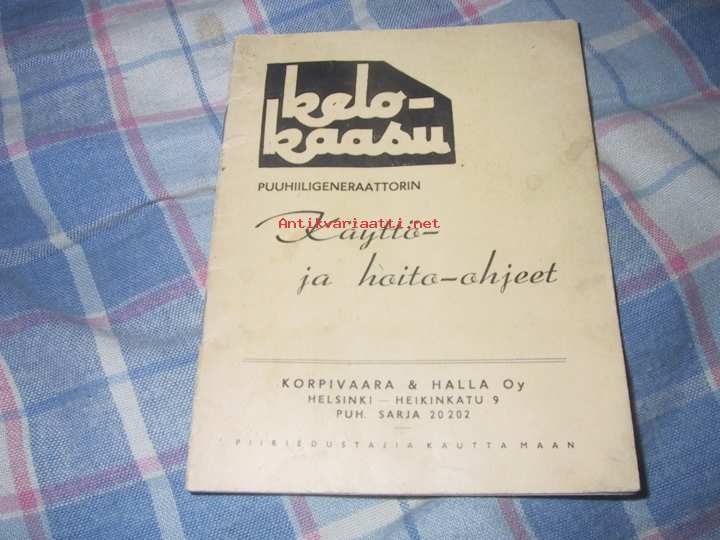 kelo-
kaasu
PUUHIILIGENERAATTORIN
Antikvariaatti.net
Käyttö-
ja hoito-ohjeet
KORPIVAARA & HALLA Oy
HELSINKI — HEIKINKATU 9
PUH. SARJA 20 202
PIIRIEDUSTAJIA KAUTTA MAAN